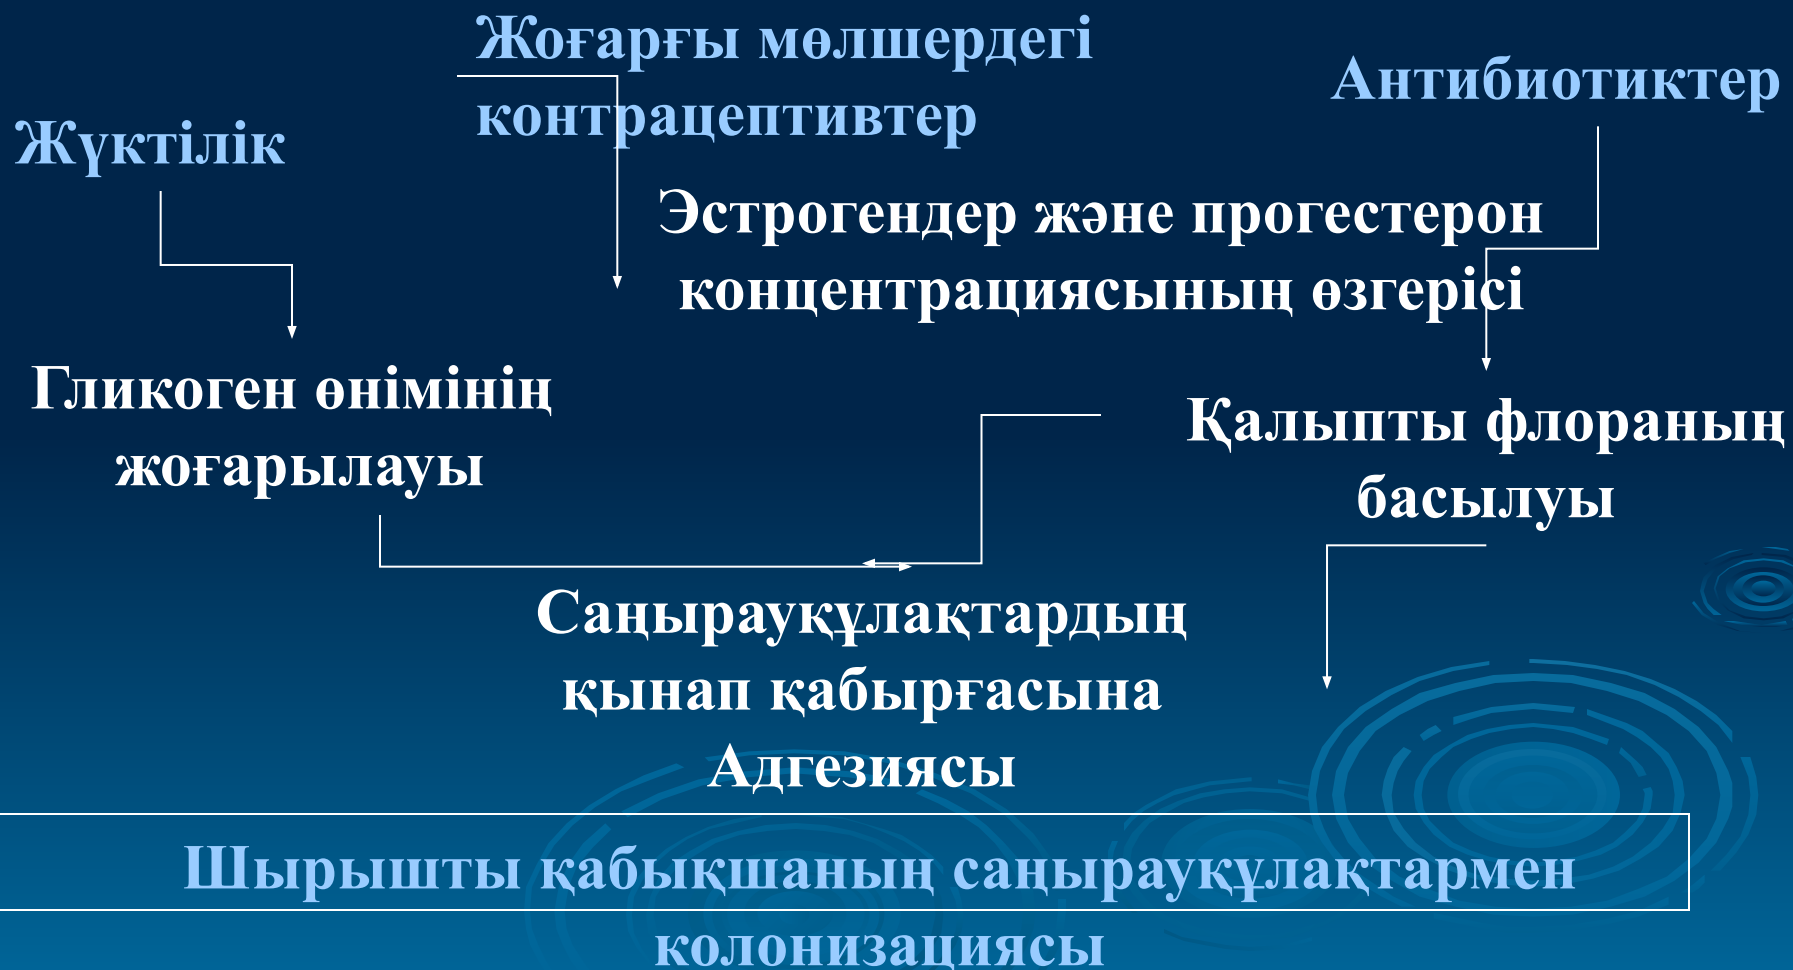 Жоғарғы мөлшердегі
контрацептивтер
Антибиотиктер
Жүктілік
Эстрогендер және прогестерон
концентрациясының өзгерісі
Гликоген өнімінің
жоғарылауы
Қалыпты флораның
басылуы
Саңырауқұлақтардың
қынап қабырғасына
Адгезиясы
Шырышты қабықшаның саңырауқұлақтармен
колонизациясы